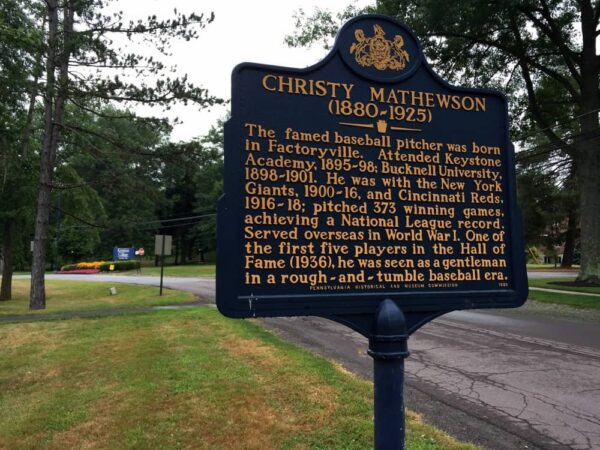 CHRISTY MATHEWSON
(1880-1925)
The famed baseball pitcher was born
in Factoryville. Attended Keystone
Academy, 1895-98; Bucknell University,
1898-1901. He was with the New York
Giants, 1900-16, and Cincinnati Reds,
1916-18; pitched 373 winning games,
achieving a National League record.
Served overseas in World War I. One of
the first five players in the Hall of
Fame (1936), he was seen as a gentleman
in a rough-and-tumble baseball era.
PENNSYLVANIA HISTORICAL AND MUSEUM COMMISSION